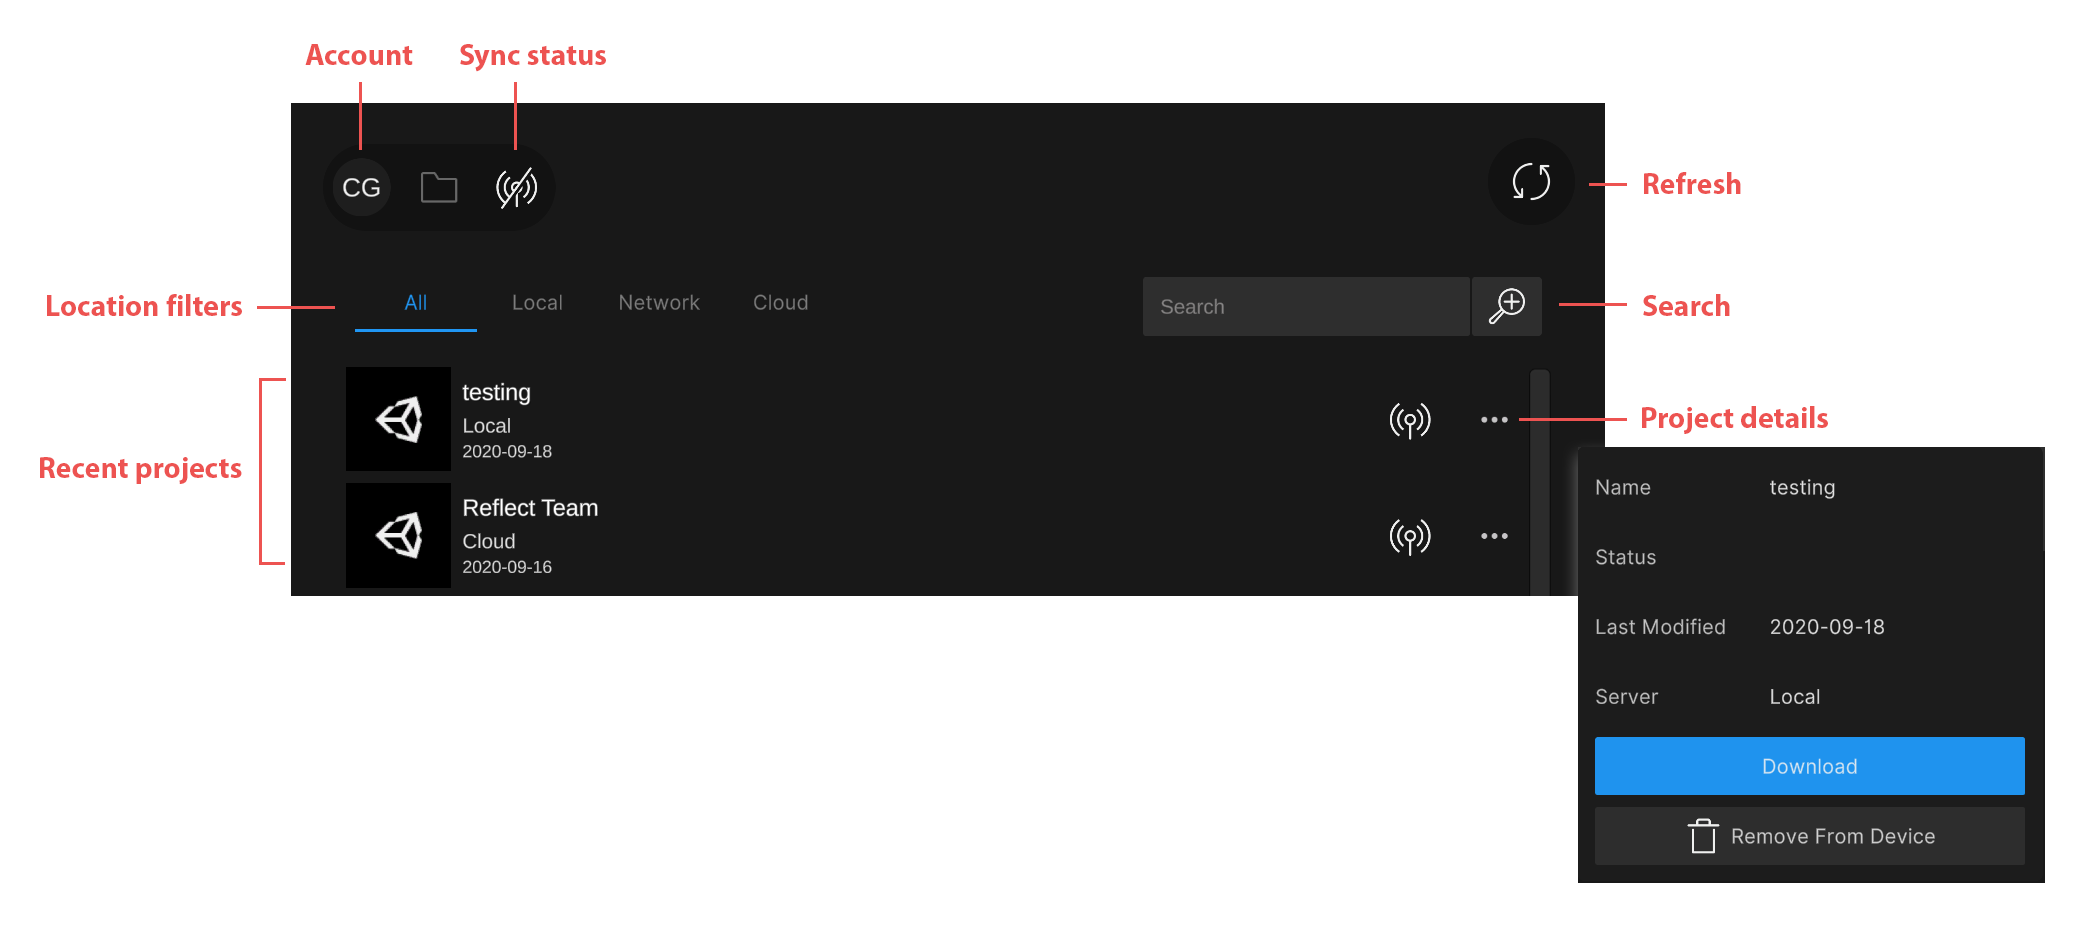 Account
Sync status
CG
Refresh
Location filters
All
Local
Network
Cloud
Search
Search
Recent projects
testing
Local
2020-09-18
Project details
Reflect Team
Cloud
2020-09-16
Name testing
Status
Last Modified 2020-09-18
Server Local
Download
Remove From Device